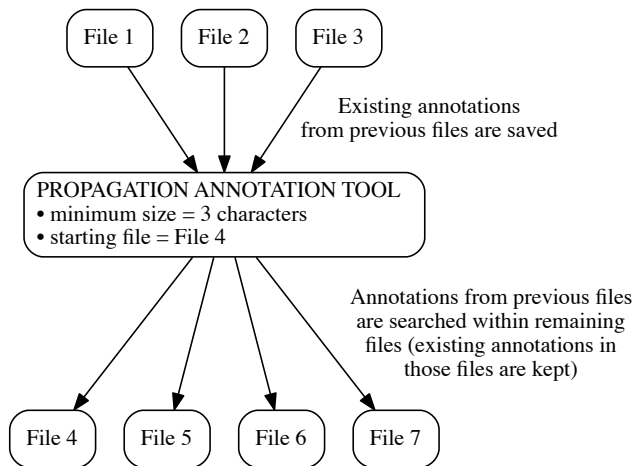 File 1
File 2
File 3
Existing annotations
from previous files are saved
PROPAGATION ANNOTATION TOOL
• minimum size = 3 characters
• starting file = File 4
Annotations from previous files
are searched within remaining
files (existing annotations in
those files are kept)
File 4
File 5
File 6
File 7